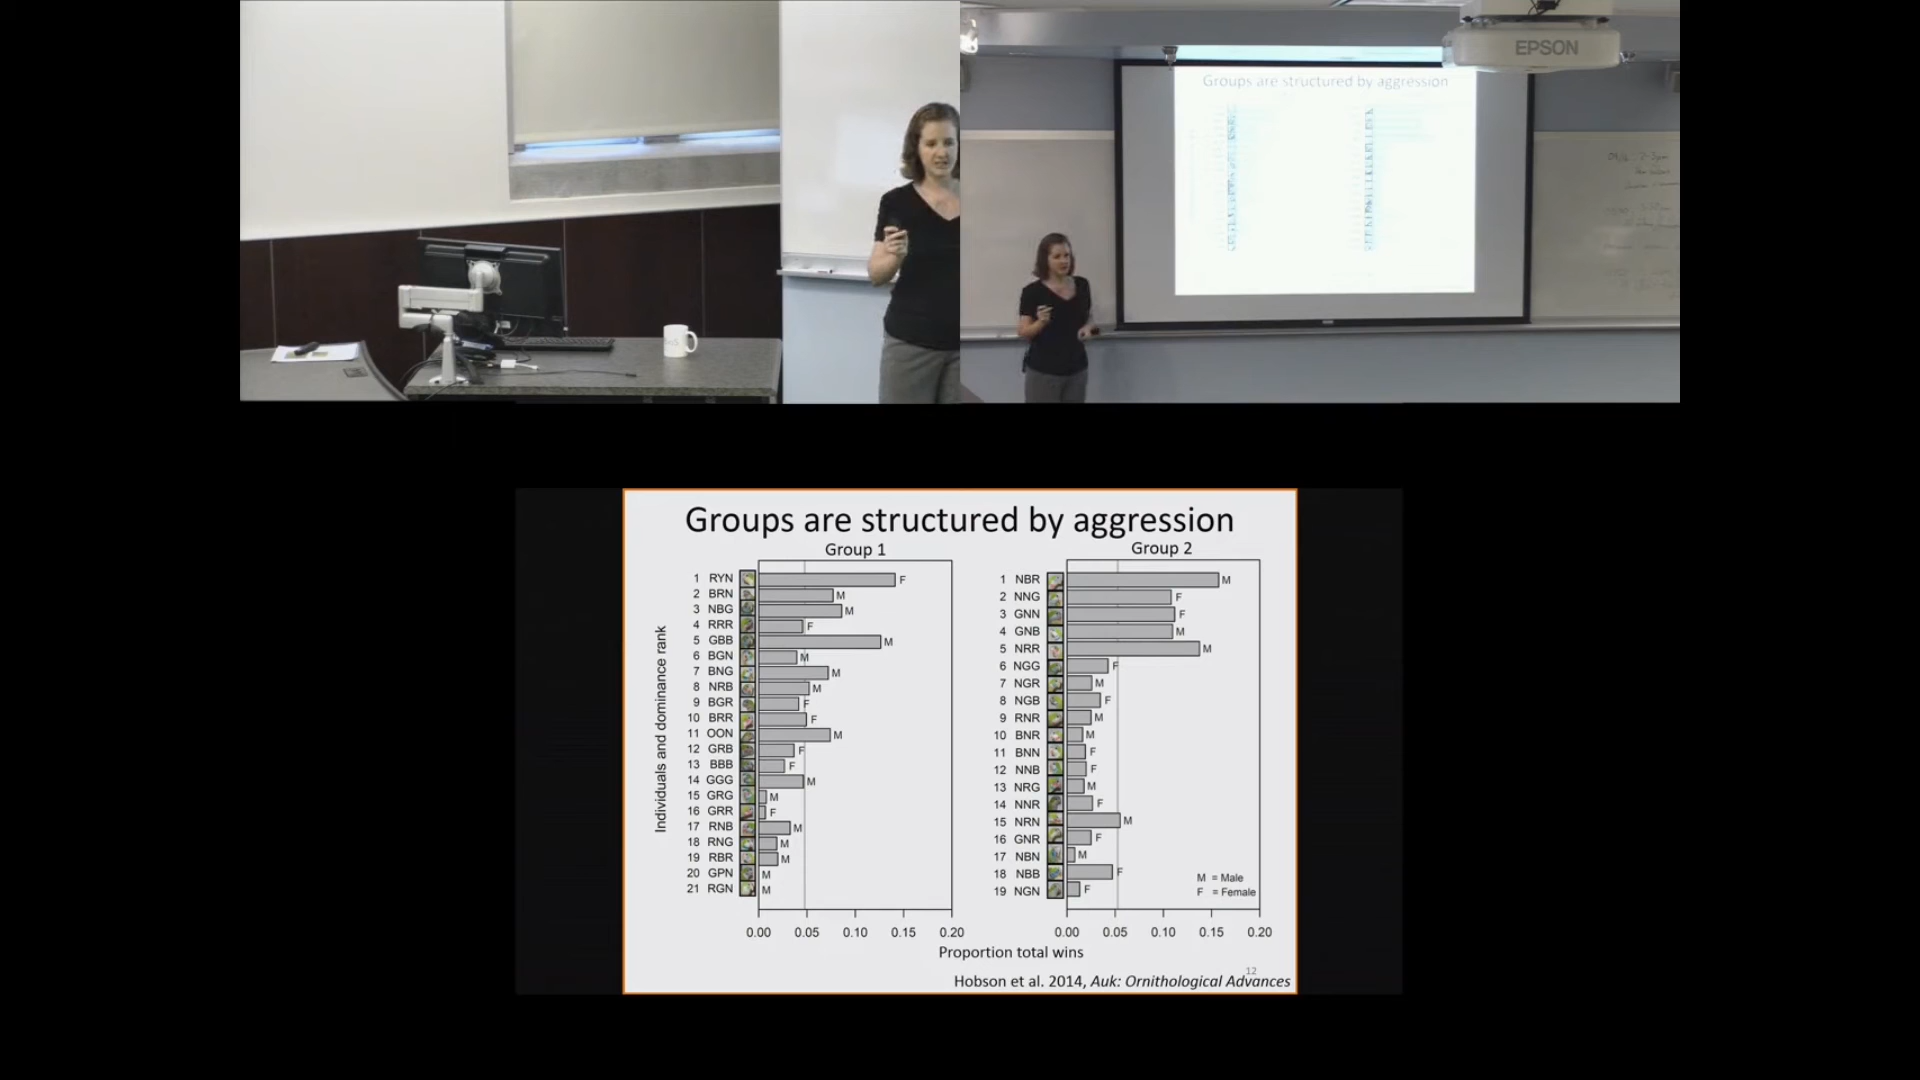 EPSON
Groups are structured by aggression
Groups are structured by aggression
Group 1
Group 2
Individuals and dominance rank
1 RYN F
2 BRN M
3 NBG M
4 RRR F
5 GBB M
6 BGN M
7 BNG M
8 NRB M
9 BGR F
10 BRR F
11 OON M
12 GRB F
13 BBB F
14 GGG M
15 GRG M
16 GRR F
17 RNB M
18 RNG M
19 RBR M
20 GPN M
21 RGN M
0.00 0.05 0.10 0.15 0.20
1 NBR M
2 NNG F
3 GNN F
4 GNB M
5 NRR M
6 NGG F
7 NGR M
8 NGB F
9 RNR M
10 BNR M
11 BNN F
12 NNB F
13 NRG M
14 NNR F
15 NRN M
16 GNR F
17 NBN M
18 NBB F
19 NGN F
M = Male
F = Female
0.00 0.05 0.10 0.15 0.20
Proportion total wins
12
Hobson et al. 2014, Auk: Ornithological Advances